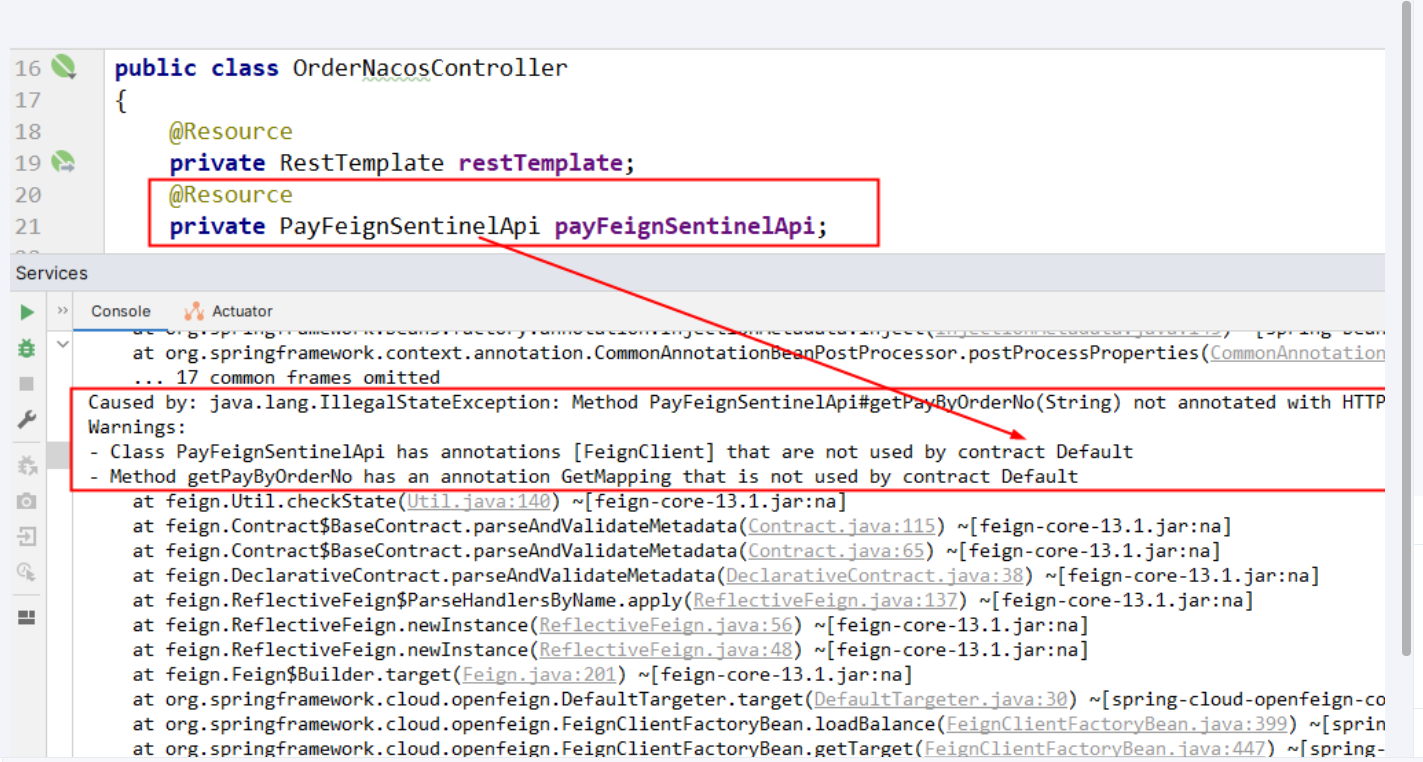 16 public class OrderNacosController
17 {
18 @Resource
19 private RestTemplate restTemplate;
20 @Resource
21 private PayFeignSentinelApi payFeignSentinelApi;
Services
Console Actuator
at org.springframework.beans.factory.annotation.InjectionMetadata.inject(InjectionMetadata.java:145) ~[spring-bean
at org.springframework.context.annotation.CommonAnnotationBeanPostProcessor.postProcessProperties(CommonAnnotation
... 17 common frames omitted
Caused by: java.lang.IllegalStateException: Method PayFeignSentinelApi#getPayByOrderNo(String) not annotated with HTTP
Warnings:
- Class PayFeignSentinelApi has annotations [FeignClient] that are not used by contract Default
- Method getPayByOrderNo has an annotation GetMapping that is not used by contract Default
at feign.Util.checkState(Util.java:140) ~[feign-core-13.1.jar:na]
at feign.Contract$BaseContract.parseAndValidateMetadata(Contract.java:115) ~[feign-core-13.1.jar:na]
at feign.Contract$BaseContract.parseAndValidateMetadata(Contract.java:65) ~[feign-core-13.1.jar:na]
at feign.DeclarativeContract.parseAndValidateMetadata(DeclarativeContract.java:38) ~[feign-core-13.1.jar:na]
at feign.ReflectiveFeign$ParseHandlersByName.apply(ReflectiveFeign.java:137) ~[feign-core-13.1.jar:na]
at feign.ReflectiveFeign.newInstance(ReflectiveFeign.java:56) ~[feign-core-13.1.jar:na]
at feign.ReflectiveFeign.newInstance(ReflectiveFeign.java:48) ~[feign-core-13.1.jar:na]
at feign.Feign$Builder.target(Feign.java:201) ~[feign-core-13.1.jar:na]
at org.springframework.cloud.openfeign.DefaultTargeter.target(DefaultTargeter.java:30) ~[spring-cloud-openfeign-co
at org.springframework.cloud.openfeign.FeignClientFactoryBean.loadBalance(FeignClientFactoryBean.java:399) ~[sprin
at org.springframework.cloud.openfeign.FeignClientFactoryBean.getTarget(FeignClientFactoryBean.java:447) ~[spring-